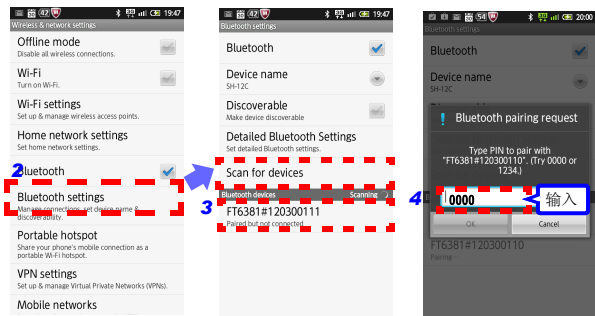 42
19:47
Wireless & network settings
Offline mode
Disable all wireless connections.
Wi-Fi
Turn on Wi-Fi.
Wi-Fi settings
Set up & manage wireless access points.
Home network settings
Set home network settings.
2
Bluetooth
Bluetooth settings
Manage connections, set device name &
discoverability.
Portable hotspot
Share your phone's mobile connection as a
portable Wi-Fi hotspot.
VPN settings
Set up & manage Virtual Private Networks (VPNs).
Mobile networks
42
19:47
Bluetooth settings
Bluetooth
Device name
SH-12C
Discoverable
Make device discoverable
Detailed Bluetooth Settings
Set detailed Bluetooth settings.
Scan for devices
Bluetooth devices Scanning
3
FT6381#120300111
Paired but not connected
54
20:00
Bluetooth settings
Bluetooth
Device name
SH-12C
Bluetooth pairing request
Type PIN to pair with
"FT6381#120300110". (Try 0000 or
1234.)
4
0000
输入
OK
Cancel
FT6381#120300110
Pairing…